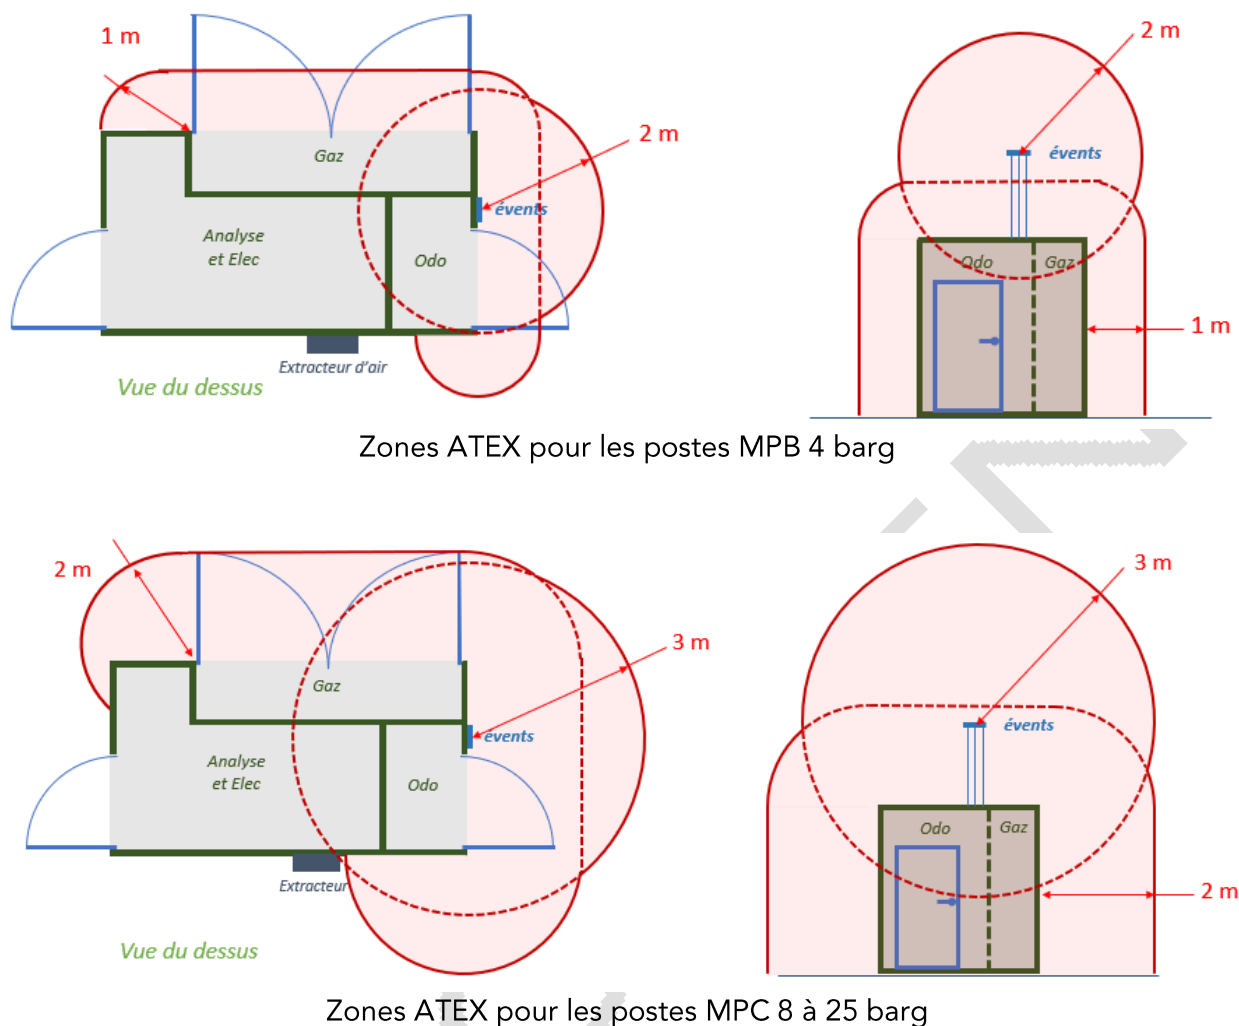 1 m
Gaz
2 m
évents
Analyse
et Elec
Odo
Extracteur d'air
Vue du dessus
2 m
évents
Odo
Gaz
1 m
Zones ATEX pour les postes MPB 4 barg
2 m
Gaz
3 m
évents
Analyse
et Elec
Odo
Extracteur
Vue du dessus
3 m
évents
Odo
Gaz
2 m
Zones ATEX pour les postes MPC 8 à 25 barg